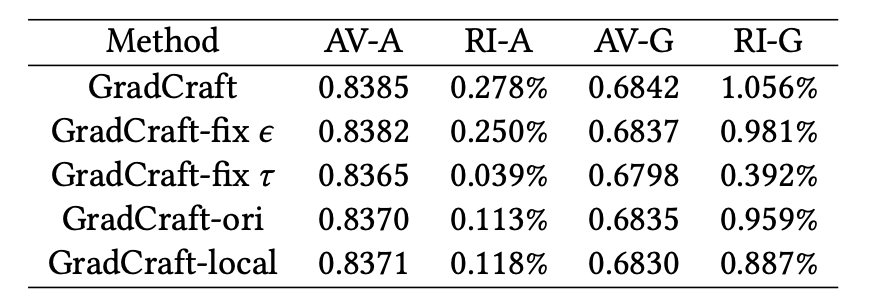 Method AV-A RI-A AV-G RI-G
GradCraft 0.8385 0.278% 0.6842 1.056%
GradCraft-fix ϵ 0.8382 0.250% 0.6837 0.981%
GradCraft-fix τ 0.8365 0.039% 0.6798 0.392%
GradCraft-ori 0.8370 0.113% 0.6835 0.959%
GradCraft-local 0.8371 0.118% 0.6830 0.887%